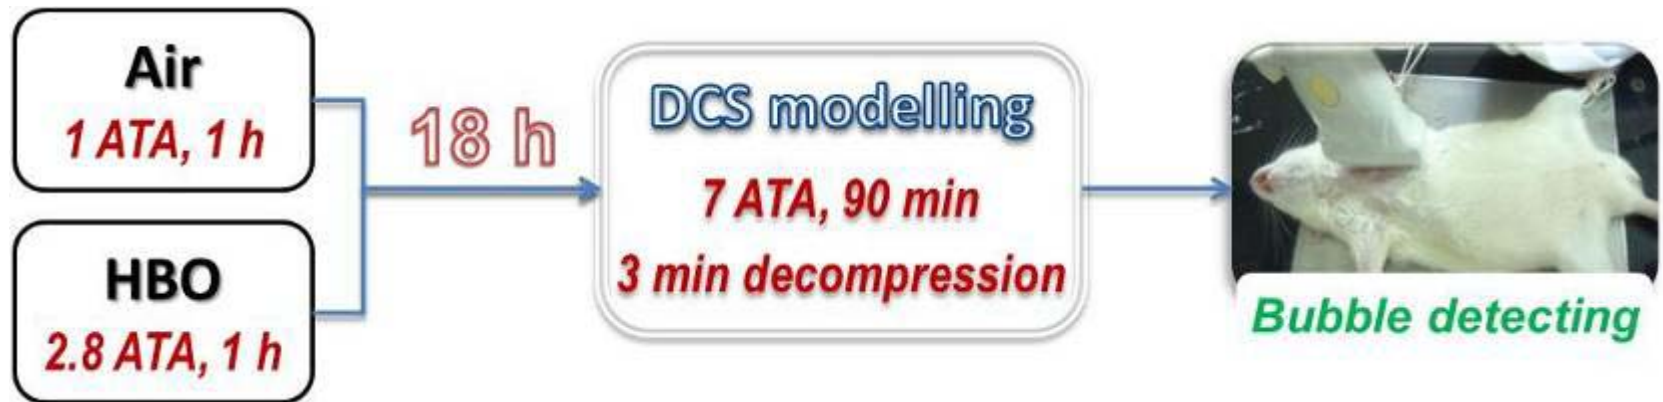 Air
1 ATA, 1 h
HBO
2.8 ATA, 1 h
18 h
DCS modelling
7 ATA, 90 min
3 min decompression
Bubble detecting